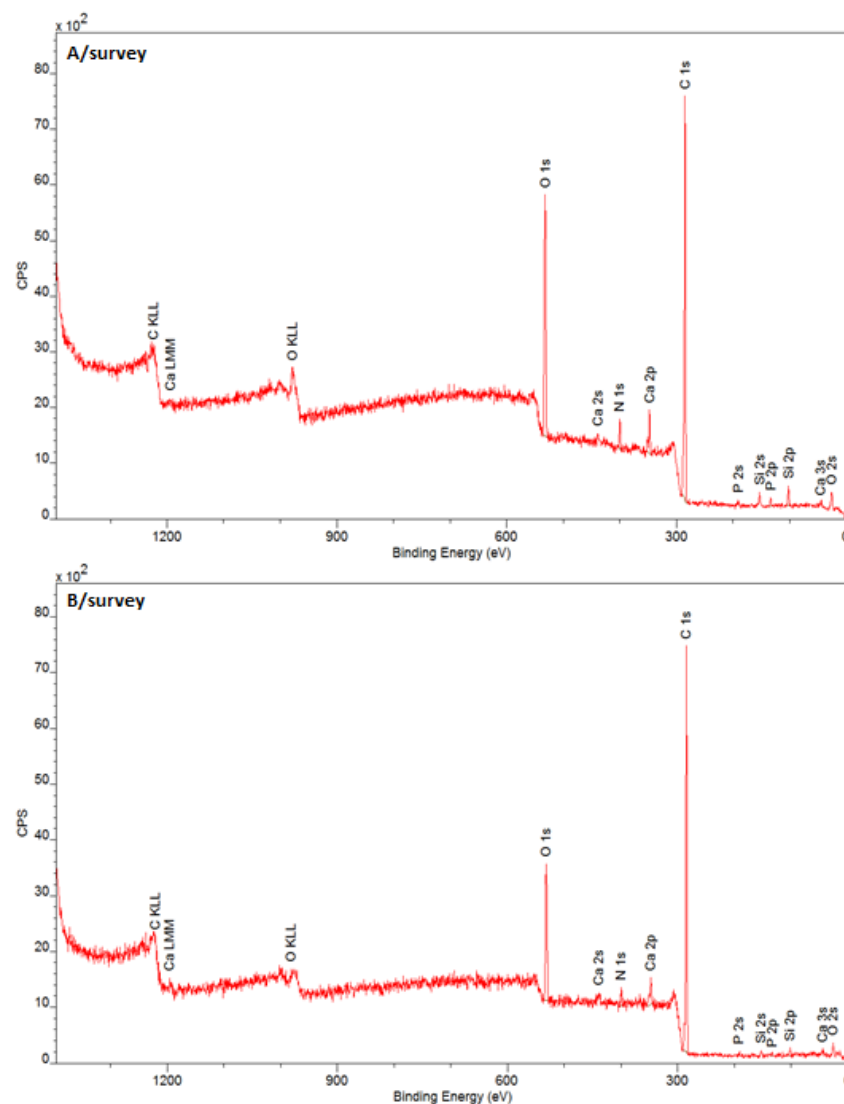 x 10²
A/survey
80
70
60
50
40
30
20
10
0
CPS
C KLL
Ca LMM
O KLL
O 1s
Ca 2s
N 1s
Ca 2p
C 1s
P 2s
Si 2s
P 2p
Si 2p
Ca 3s
O 2s
1200
900
600
300
0
Binding Energy (eV)
x 10²
B/survey
80
70
60
50
40
30
20
10
0
CPS
C KLL
Ca LMM
O KLL
O 1s
Ca 2s
N 1s
Ca 2p
C 1s
P 2s
Si 2s
P 2p
Si 2p
Ca 3s
O 2s
1200
900
600
300
0
Binding Energy (eV)